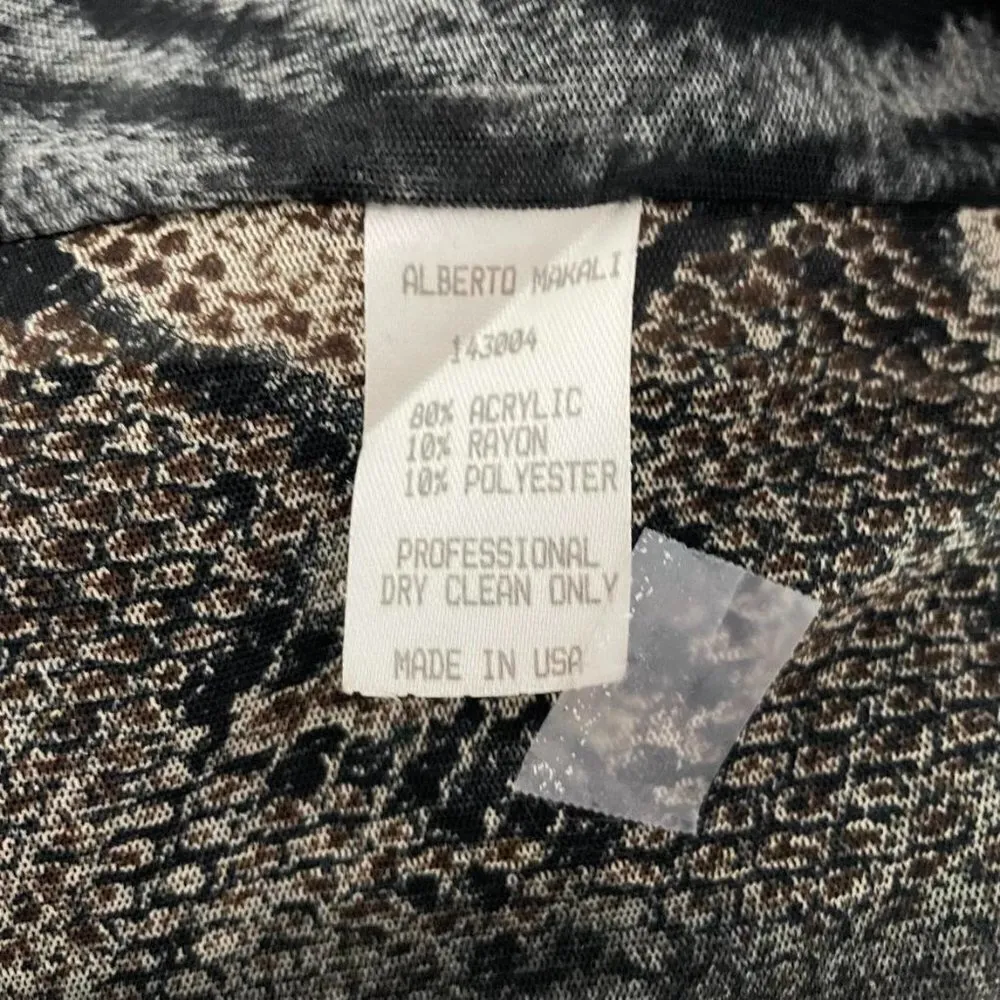 ALBERTO MAKALI
143004
80% ACRYLIC
10% RAYON
10% POLYESTER
PROFESSIONAL
DRY CLEAN ONLY
MADE IN USA